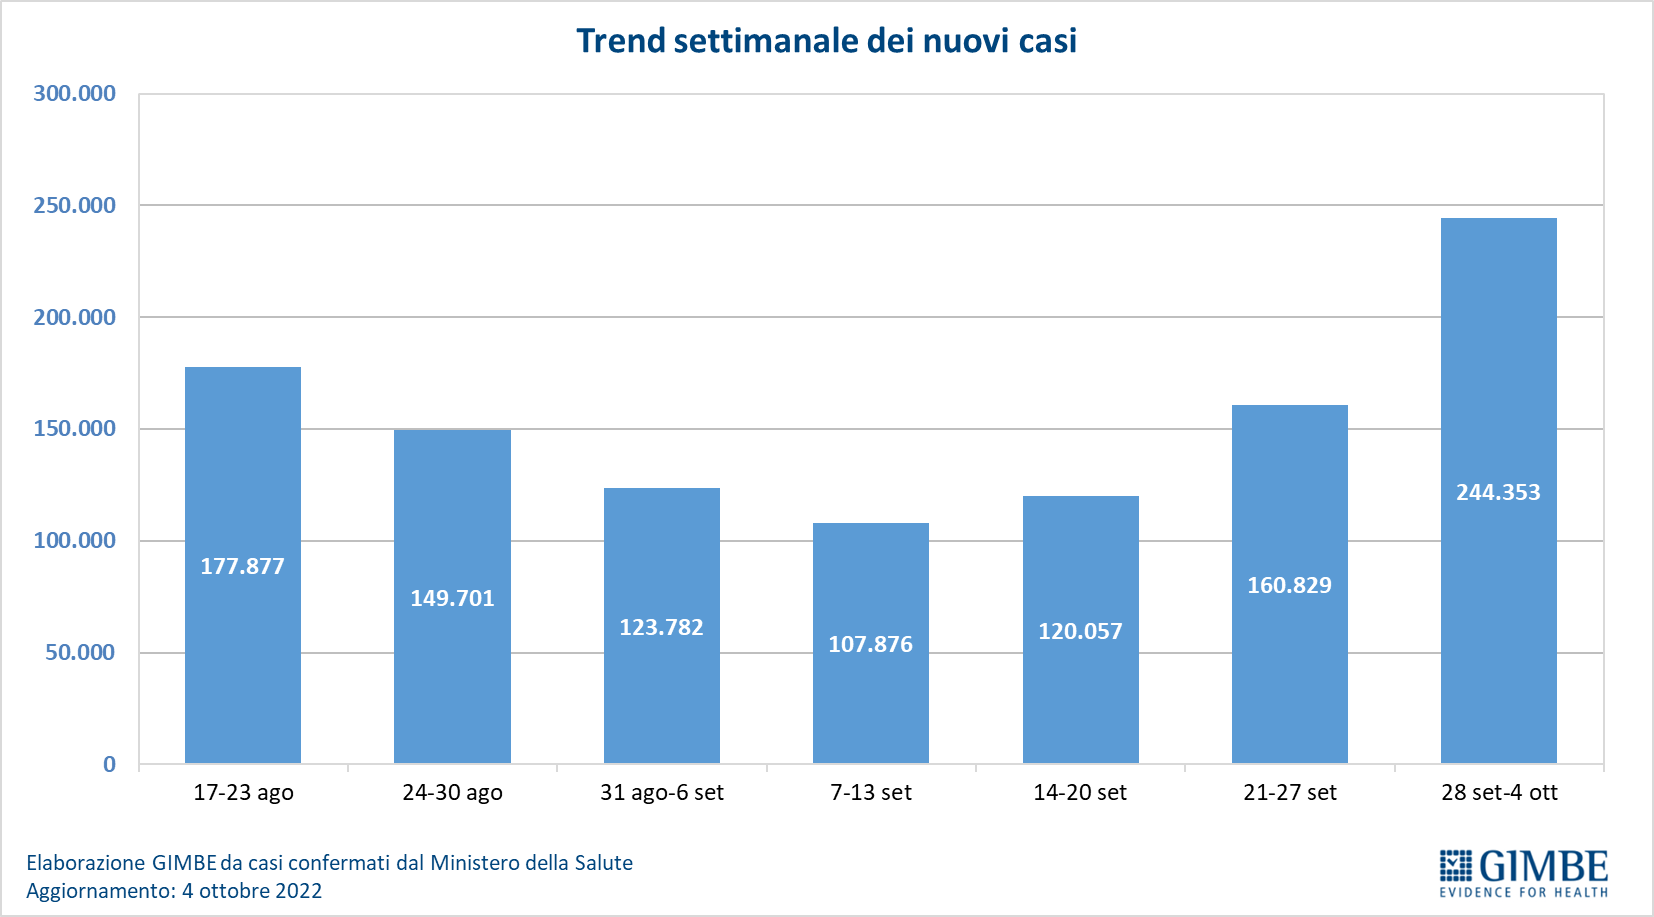 Trend settimanale dei nuovi casi
300.000
250.000
200.000
150.000
100.000
50.000
0
177.877
149.701
123.782
107.876
120.057
160.829
244.353
17-23 ago
24-30 ago
31 ago-6 set
7-13 set
14-20 set
21-27 set
28 set-4 ott
Elaborazione GIMBE da casi confermati dal Ministero della Salute
Aggiornamento: 4 ottobre 2022
GIMBE
EVIDENCE FOR HEALTH